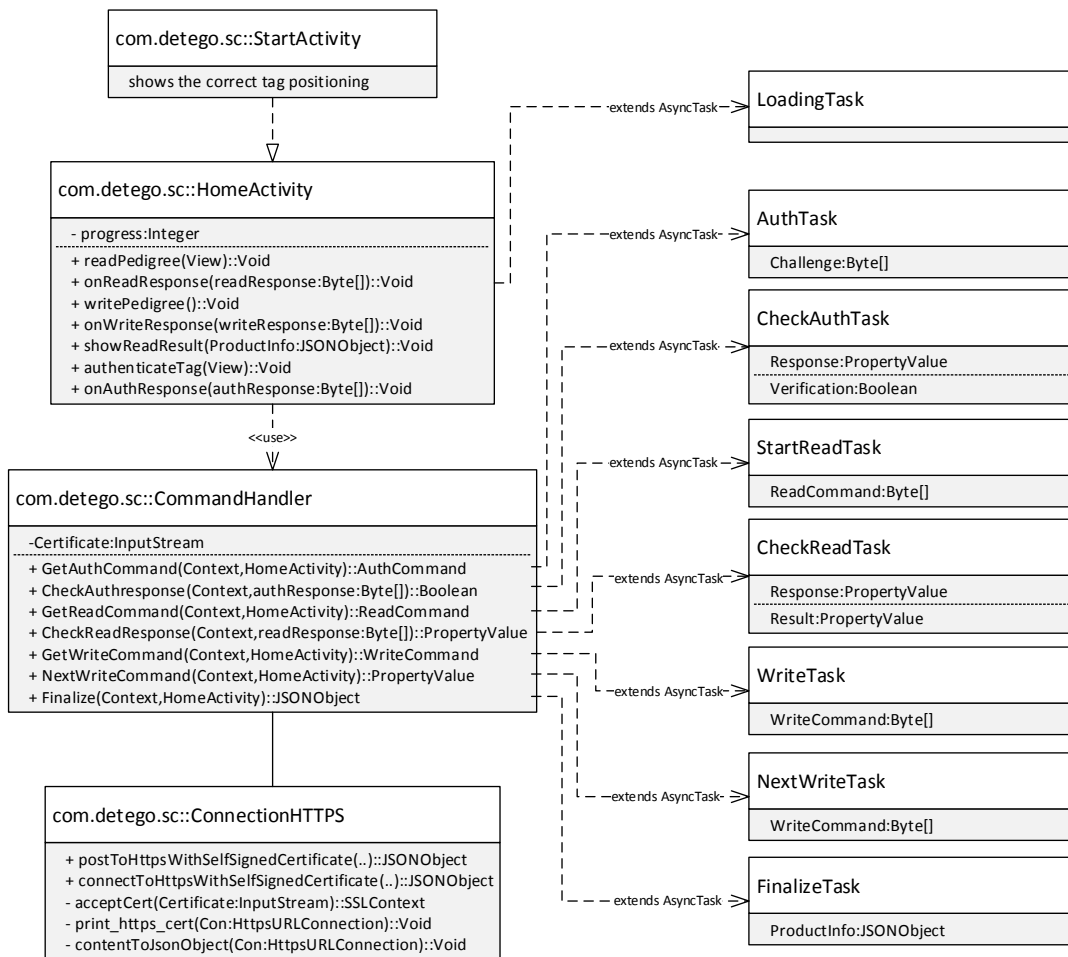 com.detego.sc::StartActivity
shows the correct tag positioning
com.detego.sc::HomeActivity
- progress:Integer
+ readPedigree(View)::Void
+ onReadResponse(readResponse:Byte[])::Void
+ writePedigree()::Void
+ onWriteResponse(writeResponse:Byte[])::Void
+ showReadResult(ProductInfo:JSONObject)::Void
+ authenticateTag(View)::Void
+ onAuthResponse(authResponse:Byte[])::Void
<<use>>
com.detego.sc::CommandHandler
-Certificate:InputStream
+ GetAuthCommand(Context,HomeActivity)::AuthCommand
+ CheckAuthresponse(Context,authResponse:Byte[])::Boolean
+ GetReadCommand(Context,HomeActivity)::ReadCommand
+ CheckReadResponse(Context,readResponse:Byte[])::PropertyValue
+ GetWriteCommand(Context,HomeActivity)::WriteCommand
+ NextWriteCommand(Context,HomeActivity)::PropertyValue
+ Finalize(Context,HomeActivity)::JSONObject
com.detego.sc::ConnectionHTTPS
+ postToHttpsWithSelfSignedCertificate(..)::JSONObject
+ connectToHttpsWithSelfSignedCertificate(..)::JSONObject
- acceptCert(Certificate:InputStream)::SSLContext
- print_https_cert(Con:HttpsURLConnection)::Void
- contentToJsonObject(Con:HttpsURLConnection)::Void
extends AsyncTask
LoadingTask
extends AsyncTask
AuthTask
Challenge:Byte[]
extends AsyncTask
CheckAuthTask
Response:PropertyValue
Verification:Boolean
extends AsyncTask
StartReadTask
ReadCommand:Byte[]
extends AsyncTask
CheckReadTask
Response:PropertyValue
Result:PropertyValue
extends AsyncTask
WriteTask
WriteCommand:Byte[]
extends AsyncTask
NextWriteTask
WriteCommand:Byte[]
extends AsyncTask
FinalizeTask
ProductInfo:JSONObject